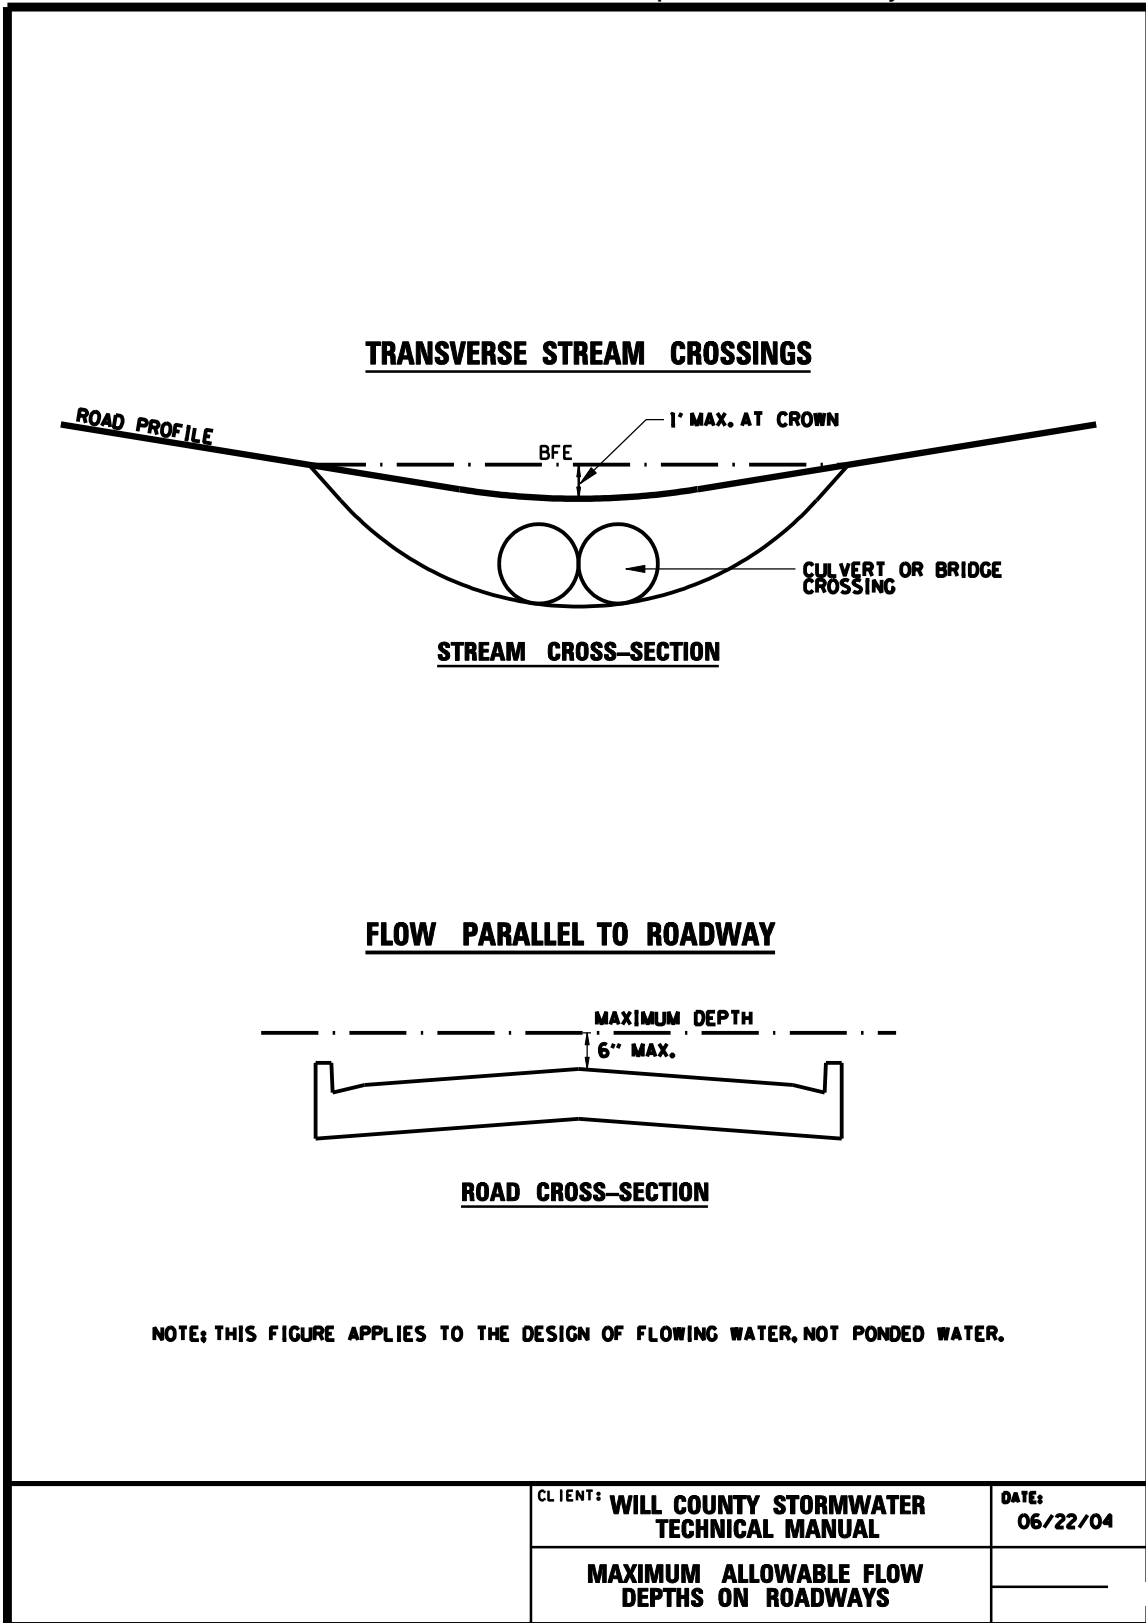 TRANSVERSE STREAM CROSSINGS
ROAD PROFILE
1' MAX. AT CROWN
BFE
CULVERT OR BRIDGE
CROSSING
STREAM CROSS–SECTION
FLOW PARALLEL TO ROADWAY
MAXIMUM DEPTH
6" MAX.
ROAD CROSS–SECTION
NOTE: THIS FIGURE APPLIES TO THE DESIGN OF FLOWING WATER, NOT PONDED WATER.
CLIENT: WILL COUNTY STORMWATER
TECHNICAL MANUAL
DATE:
06/22/04
MAXIMUM ALLOWABLE FLOW
DEPTHS ON ROADWAYS